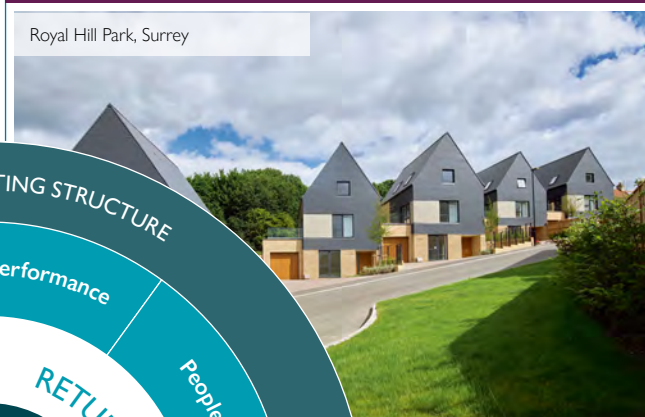 Royal Hill Park, Surrey
TING STRUCTURE
erformance
People
RETU